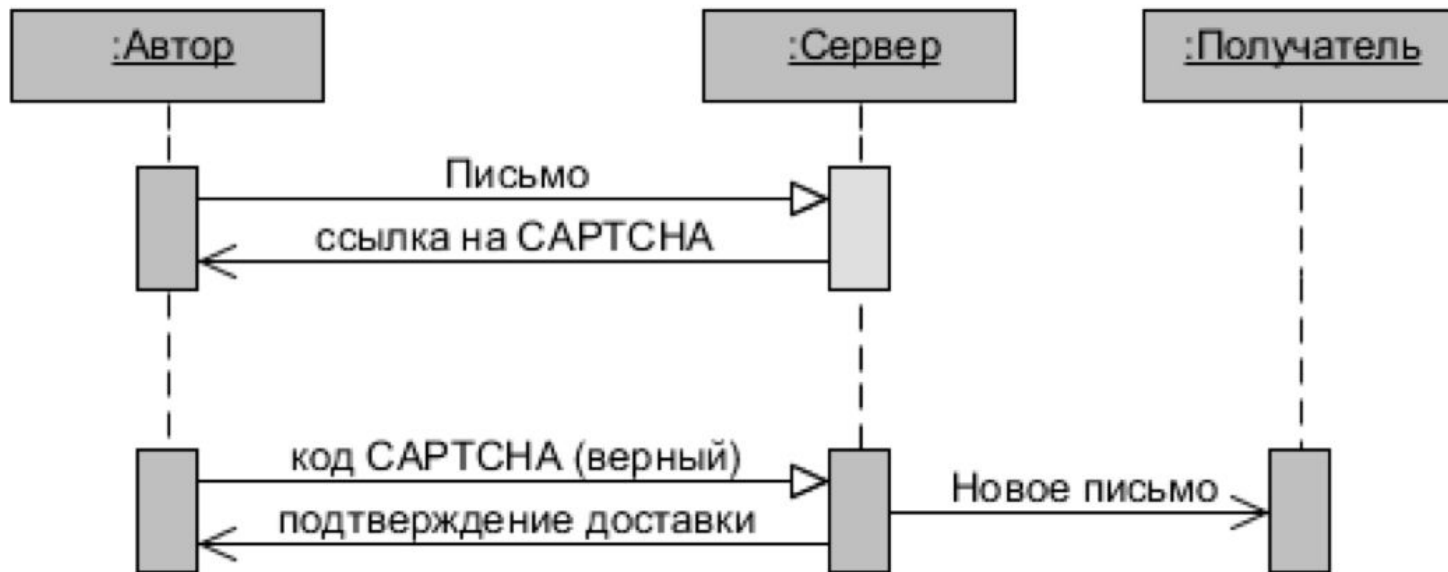 :Автор
:Сервер
:Получатель
Письмо
ссылка на CAPTCHA
код CAPTCHA (верный)
Новое письмо
подтверждение доставки